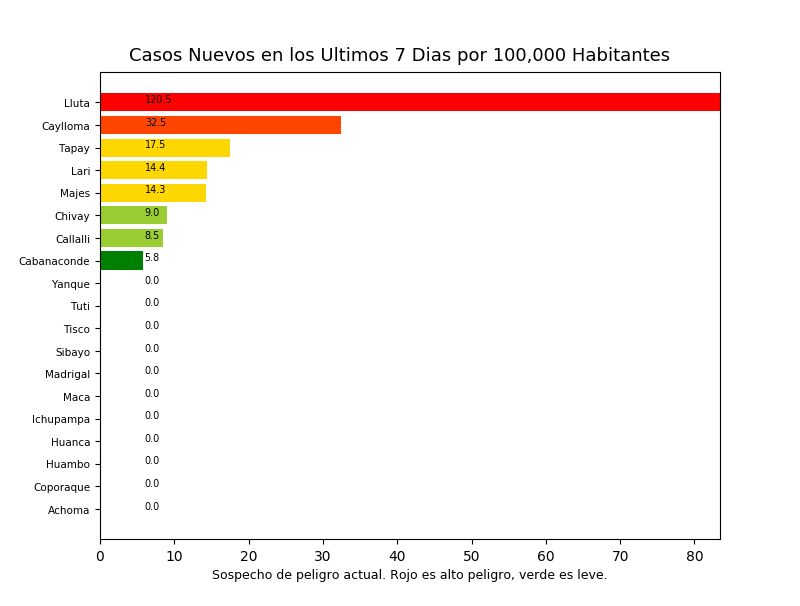 Casos Nuevos en los Ultimos 7 Dias por 100,000 Habitantes
Lluta 120.5
Caylloma 32.5
Tapay 17.5
Lari 14.4
Majes 14.3
Chivay 9.0
Callalli 8.5
Cabanaconde 5.8
Yanque 0.0
Tuti 0.0
Tisco 0.0
Sibayo 0.0
Madrigal 0.0
Maca 0.0
Ichupampa 0.0
Huanca 0.0
Huambo 0.0
Coporaque 0.0
Achoma 0.0
0 10 20 30 40 50 60 70 80
Sospecho de peligro actual. Rojo es alto peligro, verde es leve.